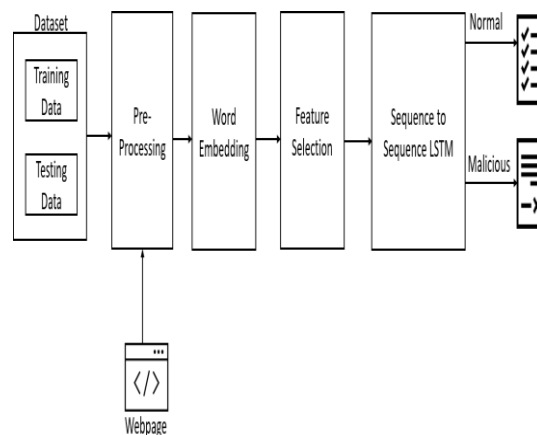 Dataset
Training
Data
Testing
Data
Pre-
Processing
Word
Embedding
Feature
Selection
Sequence to
Sequence LSTM
Normal
Malicious
</>
Webpage